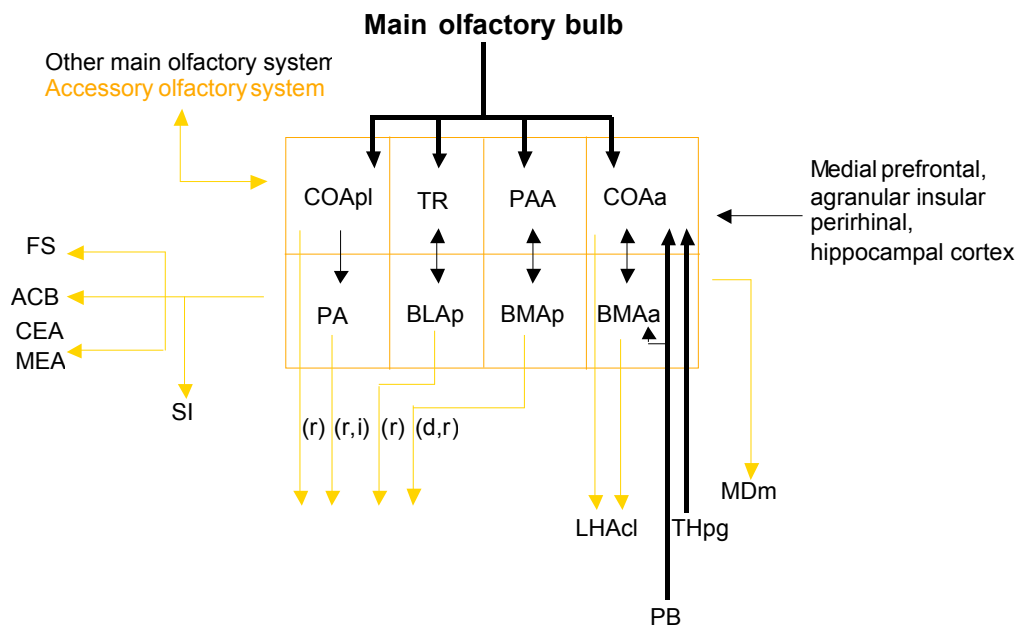 Main olfactory bulb
Other main olfactory system
Accessory olfactory system
COApl
TR
PAA
COAa
Medial prefrontal,
agranular insular
perirhinal,
hippocampal cortex
FS
ACB
CEA
MEA
SI
PA
BLAp
BMAp
BMAa
(r)
(r,i)
(r)
(d,r)
MDm
LHAcl
THpg
PB